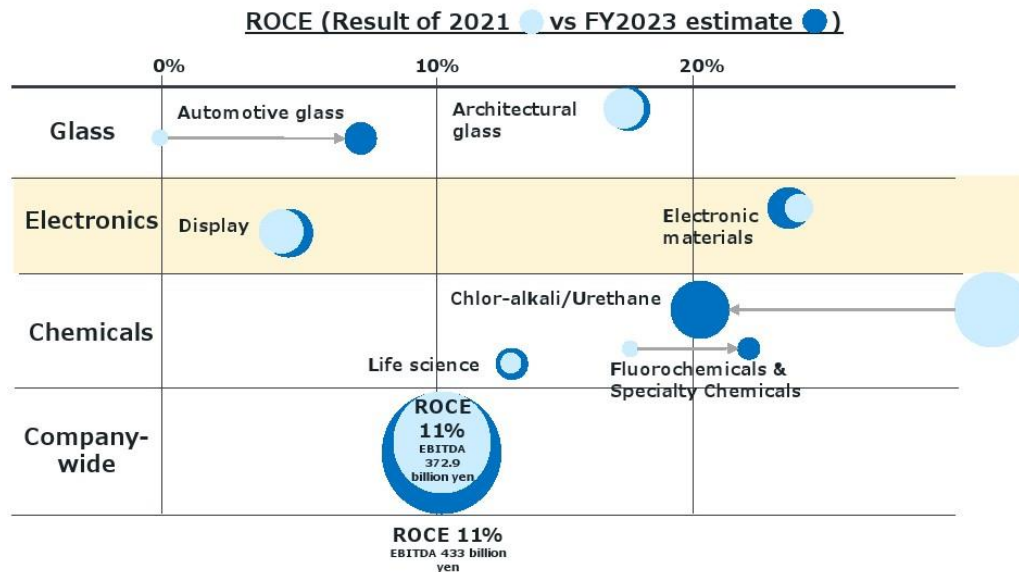 ROCE (Result of 2021 vs FY2023 estimate )
0% 10% 20%
Glass
Automotive glass
Architectural
glass
Electronics
Display
Electronic
materials
Chemicals
Chlor-alkali/Urethane
Life science
Fluorochemicals &
Specialty Chemicals
Company-
wide
ROCE
11%
EBITDA
372.9
billion yen
ROCE 11%
EBITDA 433 billion
yen